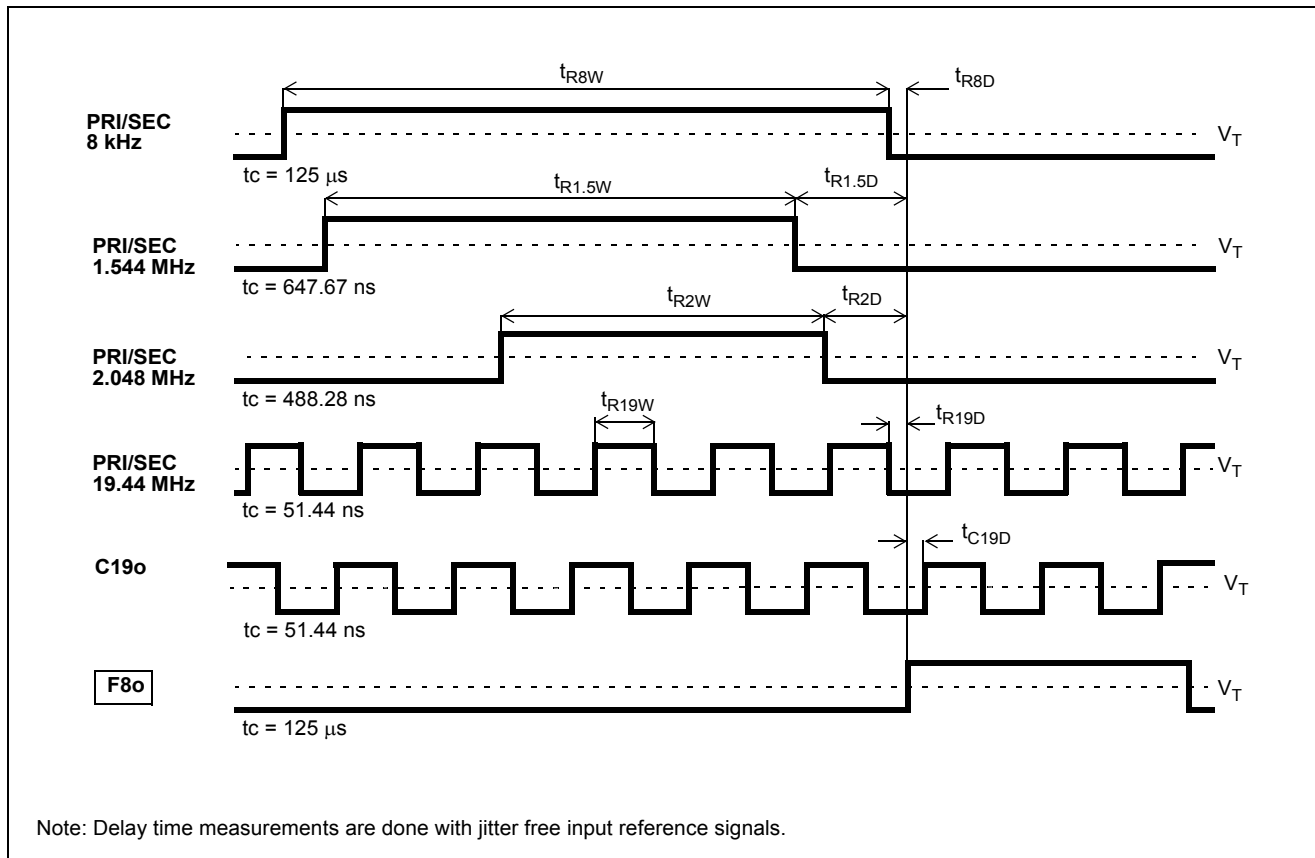 tR8W
tR8D
PRI/SEC
8 kHz
VT
tc = 125 μs
tR1.5W
tR1.5D
PRI/SEC
1.544 MHz
VT
tc = 647.67 ns
tR2W
tR2D
PRI/SEC
2.048 MHz
VT
tc = 488.28 ns
tR19W
tR19D
PRI/SEC
19.44 MHz
VT
tc = 51.44 ns
tC19D
C19o
VT
tc = 51.44 ns
F8o
VT
tc = 125 μs
Note: Delay time measurements are done with jitter free input reference signals.